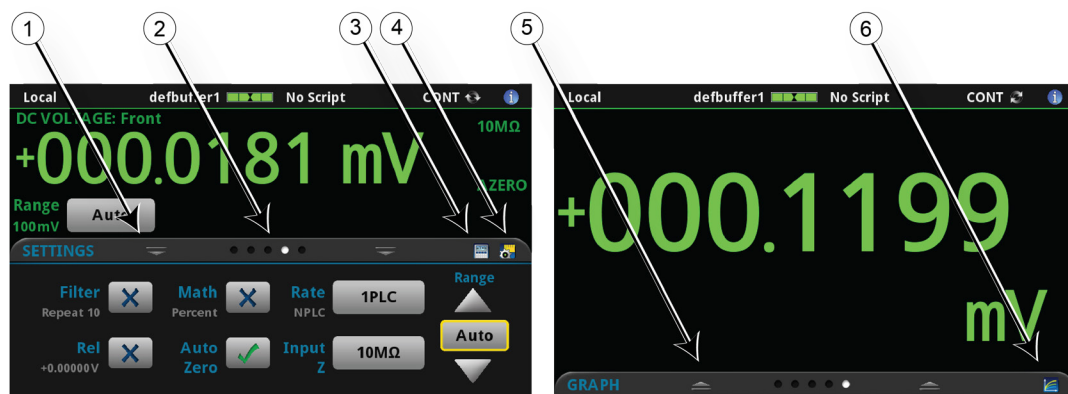 1 2 3 4 5 6
Local defbuffer1 No Script CONT
DC VOLTAGE: Front
10MΩ
+000.0181 mV
AZERO
Range
100mV
Auto
SETTINGS
Filter
Repeat 10
Math
Percent
Rate
NPLC
1PLC
Range
Auto
Rel
+0.00000V
Auto
Zero
Input
Z
10MΩ
Local defbuffer1 No Script CONT
+000.1199
mV
GRAPH